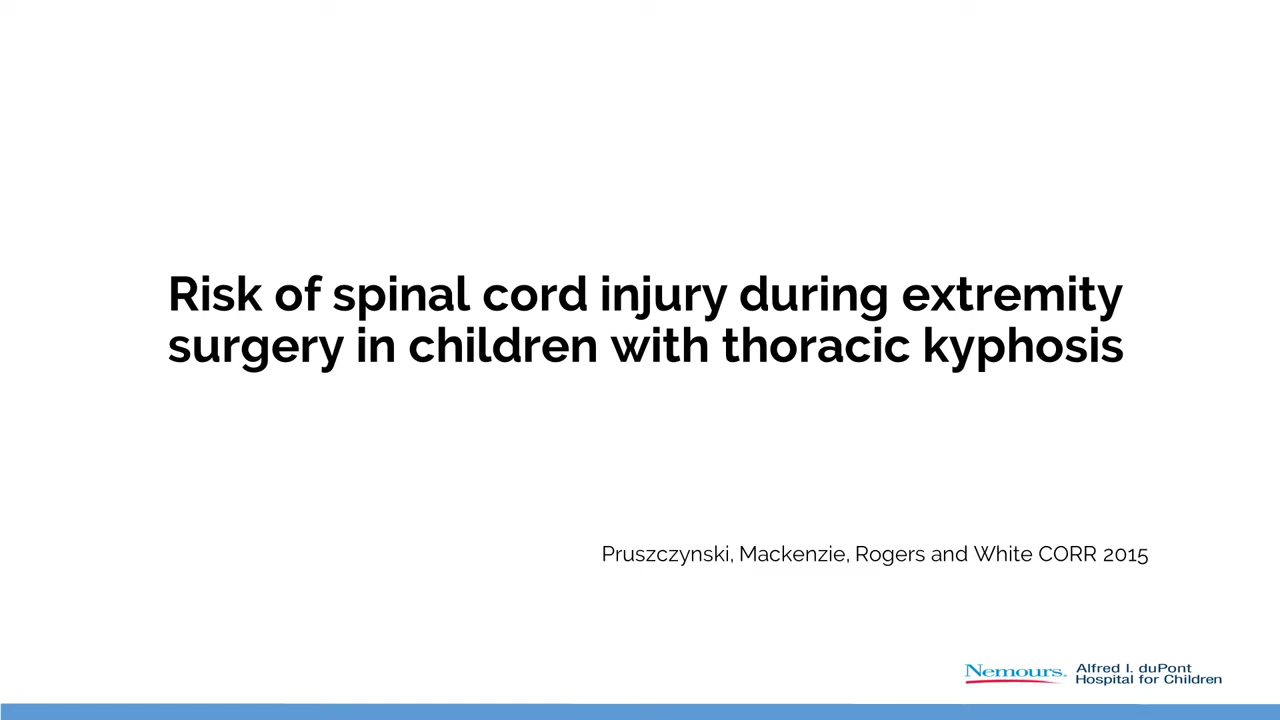 Risk of spinal cord injury during extremity
surgery in children with thoracic kyphosis
Pruszczynski, Mackenzie, Rogers and White CORR 2015
Nemours. Alfred I. duPont
Hospital for Children